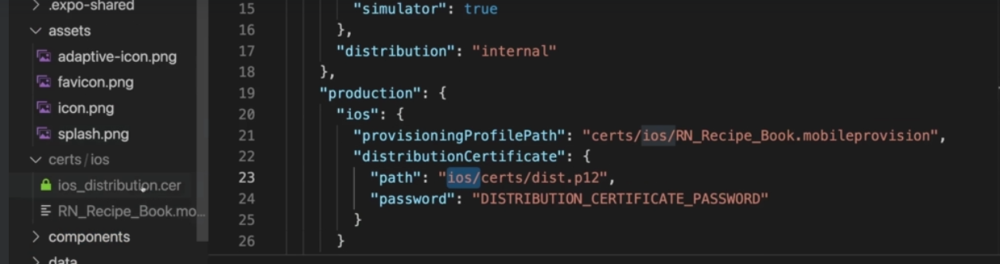 .expo-shared
assets
adaptive-icon.png
favicon.png
icon.png
splash.png
certs/ios
ios_distribution.cer
RN_Recipe_Book.mo...
components
data
15 "simulator": true
16 },
17 "distribution": "internal"
18 },
19 "production": {
20 "ios": {
21 "provisioningProfilePath": "certs/ios/RN_Recipe_Book.mobileprovision",
22 "distributionCertificate": {
23 "path": "ios/certs/dist.p12",
24 "password": "DISTRIBUTION_CERTIFICATE_PASSWORD"
25 }
26 }